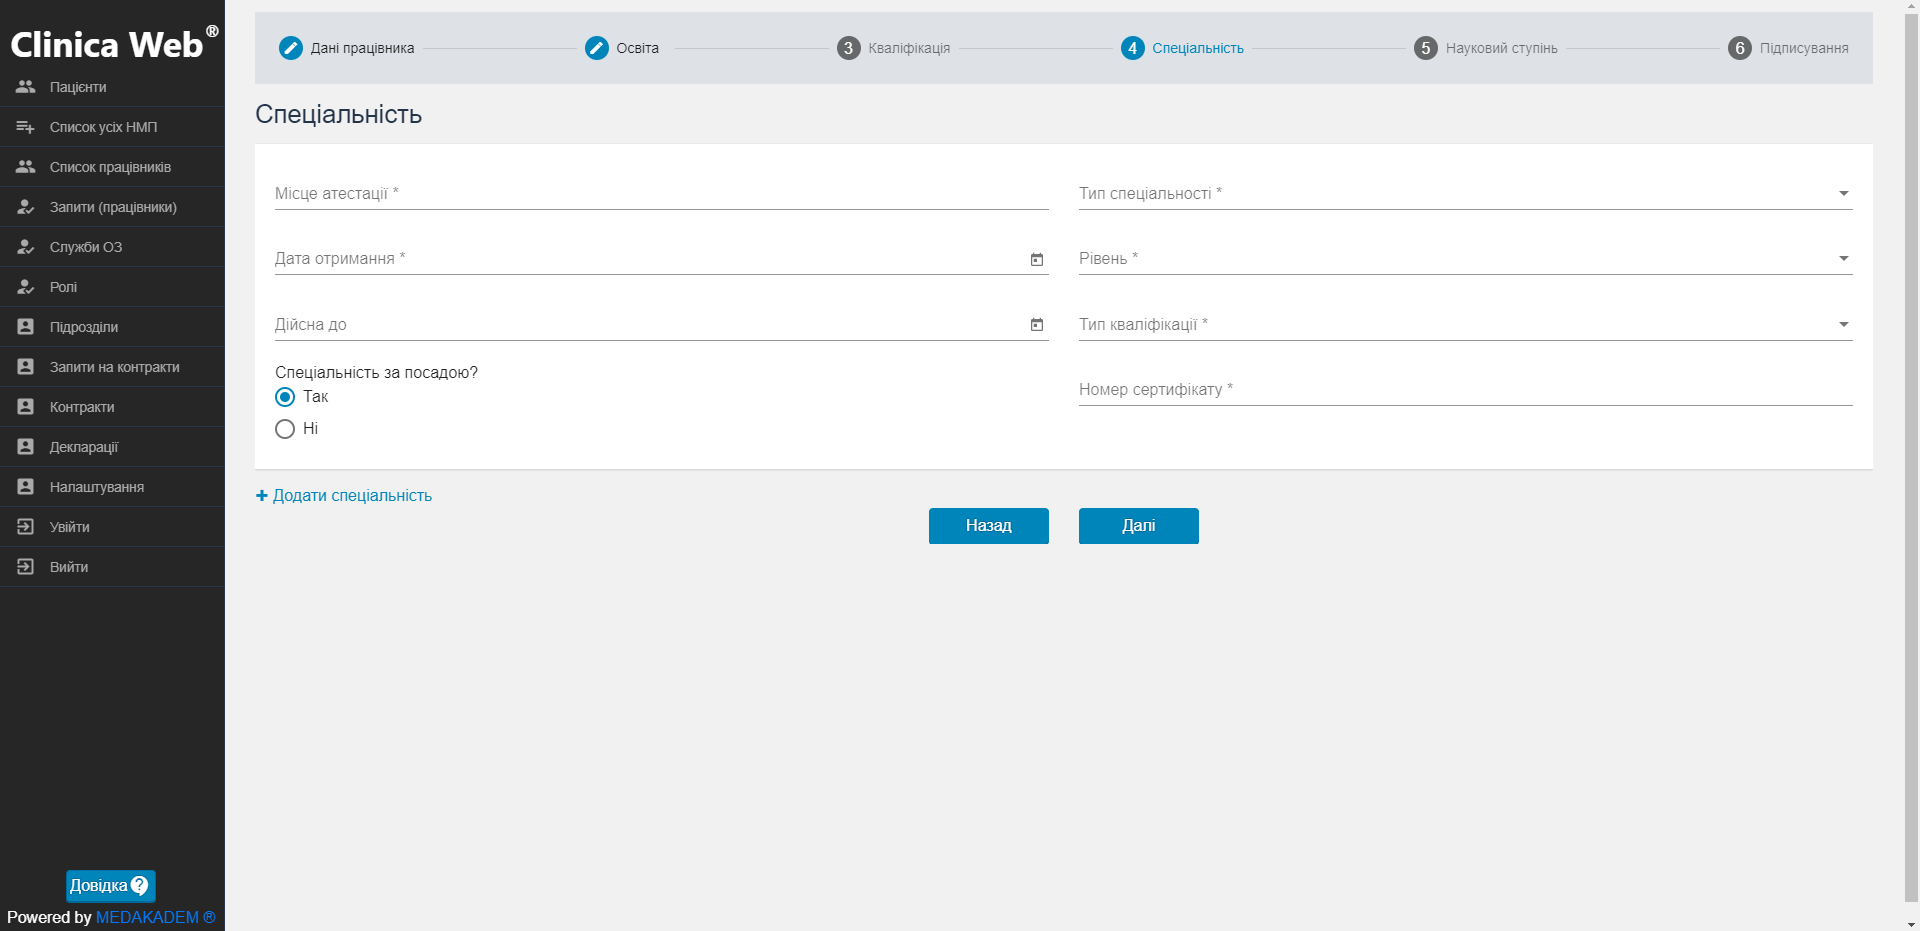 Clinica Web®
Пацієнти
Список усіх НМП
Список працівників
Запити (працівники)
Служби ОЗ
Ролі
Підрозділи
Запити на контракти
Контракти
Декларації
Налаштування
Увійти
Вийти
Довідка ?
Powered by MEDAKADEM ®
Дані працівника
Освіта
3 Кваліфікація
4 Спеціальність
5 Науковий ступінь
6 Підписування
Спеціальність
Місце атестації *
Тип спеціальності *
Дата отримання *
Рівень *
Дійсна до
Тип кваліфікації *
Спеціальність за посадою?
Так
Ні
Номер сертифікату *
+ Додати спеціальність
Назад
Далі